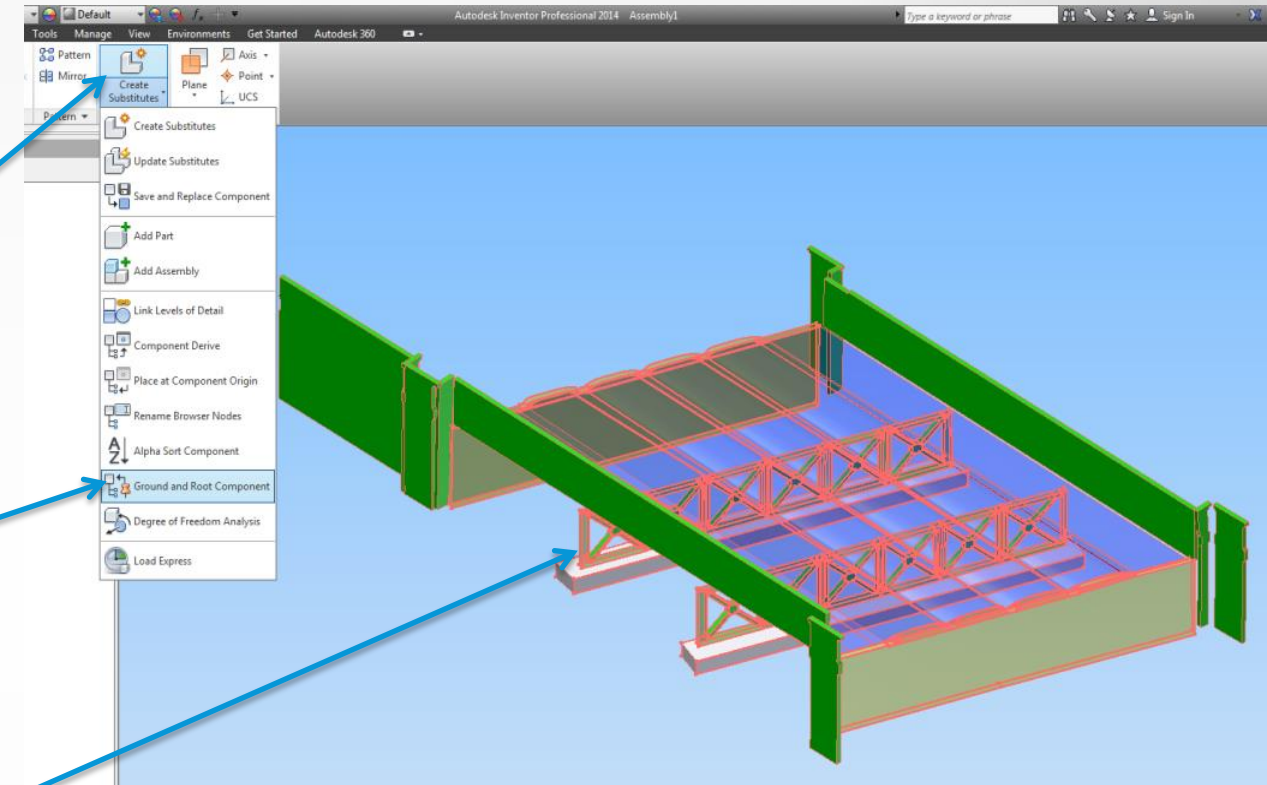 Default
Autodesk Inventor Professional 2014 Assembly1
Type a keyword or phrase
Sign In
Tools Manage View Environments Get Started Autodesk 360
Pattern
Mirror
Create
Substitutes
Plane
Axis
Point
UCS
Pattern
Create Substitutes
Update Substitutes
Save and Replace Component
Add Part
Add Assembly
Link Levels of Detail
Component Derive
Place at Component Origin
Rename Browser Nodes
Alpha Sort Component
Ground and Root Component
Degree of Freedom Analysis
Load Express